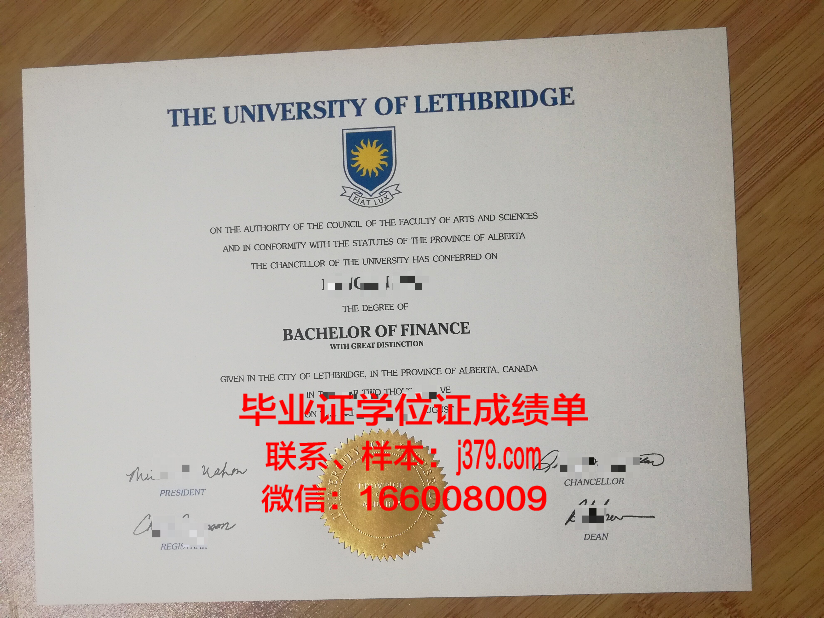 THE UNIVERSITY OF LETHBRIDGE
FIAT LUX
ON THE AUTHORITY OF THE COUNCIL OF THE FACULTY OF ARTS AND SCIENCES
AND IN CONFORMITY WITH THE STATUTES OF THE PROVINCE OF ALBERTA
THE CHANCELLOR OF THE UNIVERSITY HAS CONFERRED ON
THE DEGREE OF
BACHELOR OF FINANCE
WITH GREAT DISTINCTION
GIVEN IN THE CITY OF LETHBRIDGE, IN THE PROVINCE OF ALBERTA, CANADA
IN TWO
毕业证学位证成绩单
联系、样本：j379.com
微信：166008009
PRESIDENT
CHANCELLOR
DEAN